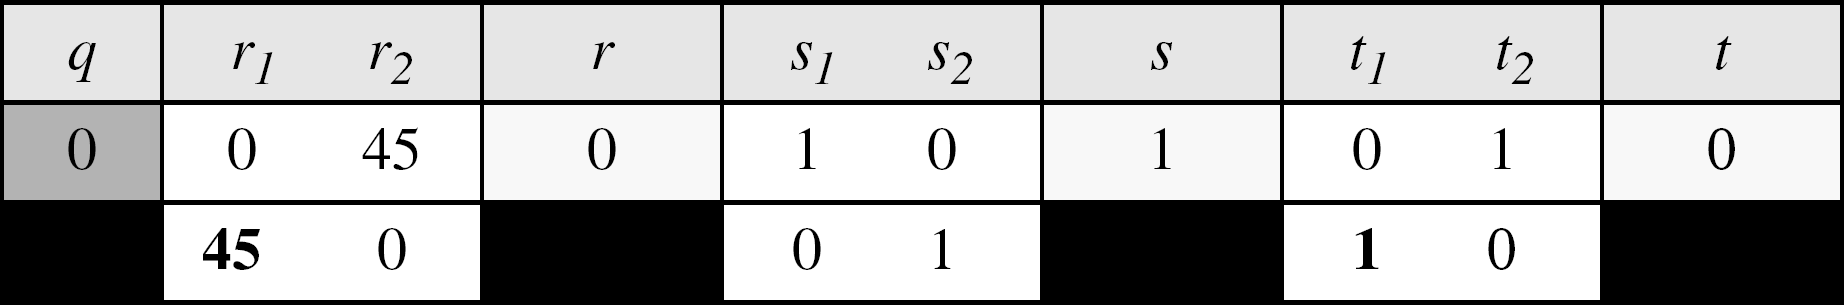 q r₁ r₂ r s₁ s₂ s t₁ t₂ t
0 0 45 0 1 0 1 0 1 0
45 0 0 1 1 0